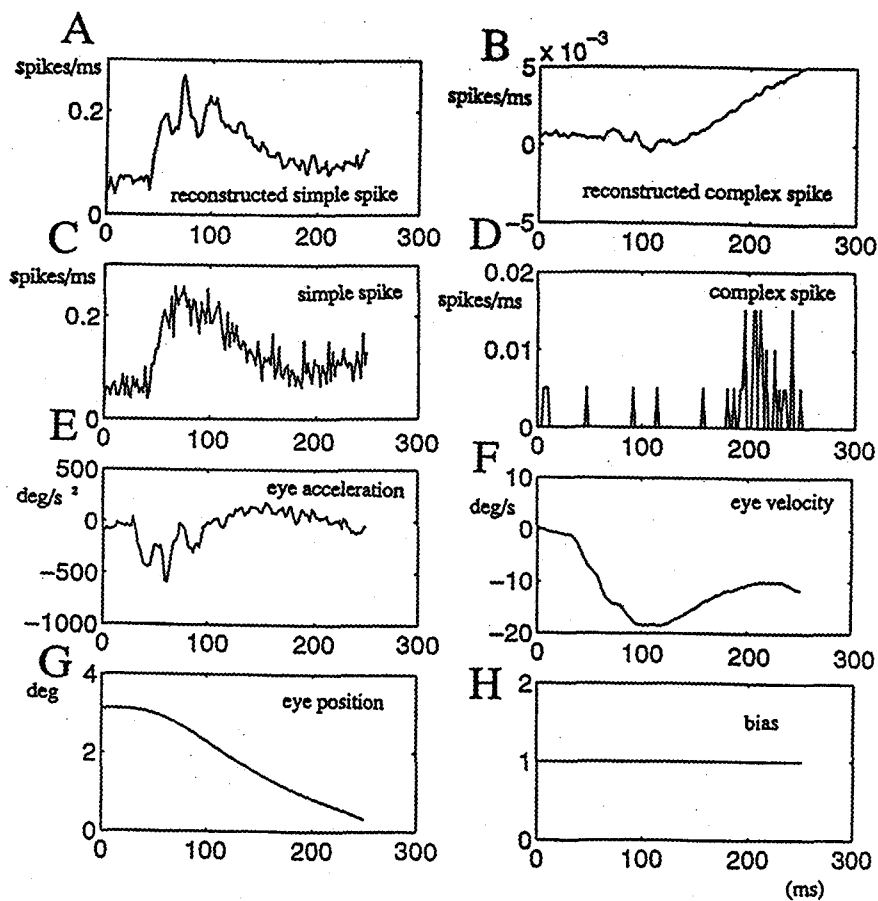 A
spikes/ms
0.2
0
0 100 200 300
reconstructed simple spike
B
5 × 10⁻³
spikes/ms
0
-5
0 100 200 300
reconstructed complex spike
C
spikes/ms
0.2
0
0 100 200 300
simple spike
D
0.02
spikes/ms
0.01
0
0 100 200 300
complex spike
E
500
deg/s ²
0
-500
-1000
0 100 200 300
eye acceleration
F
10
deg/s
0
-10
-20
0 100 200 300
eye velocity
G
4
deg
2
0
0 100 200 300
eye position
H
2
1
0
0 100 200 300
bias
(ms)